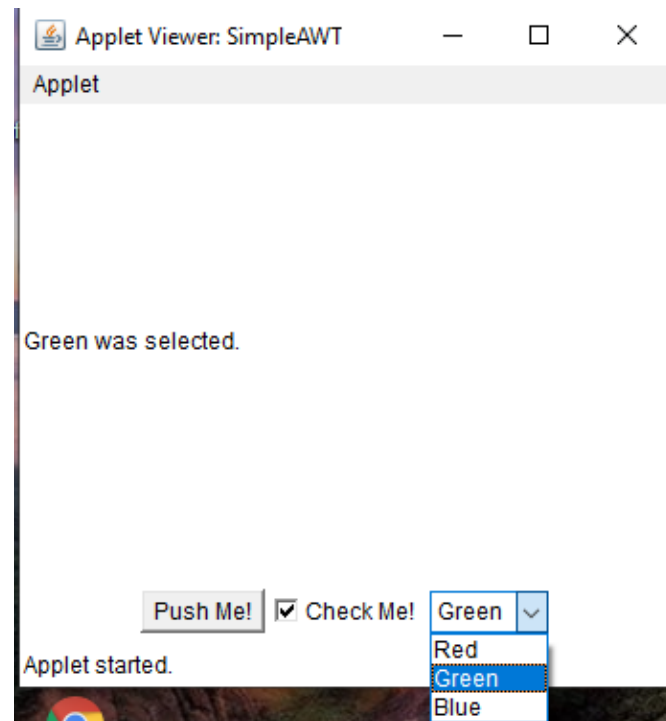 Applet Viewer: SimpleAWT
Applet
Green was selected.
Push Me! Check Me! Green
Red
Applet started.
Green
Blue